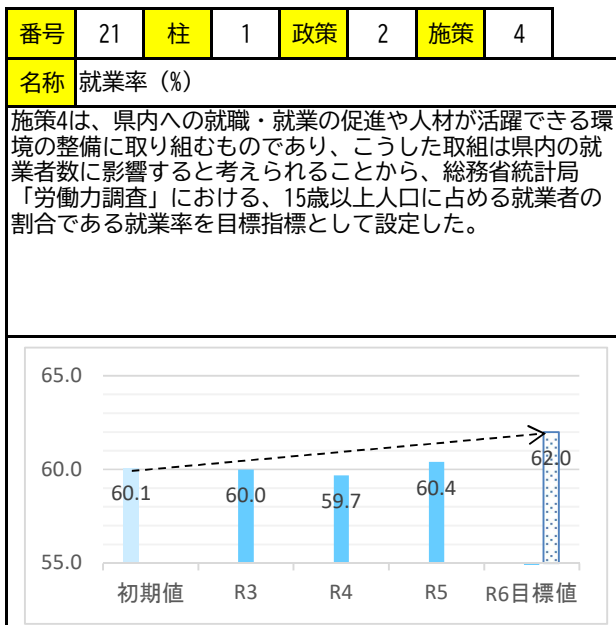 番号 21 柱 1 政策 2 施策 4
名称 就業率（%）
施策4は、県内への就職・就業の促進や人材が活躍できる環
境の整備に取り組むものであり、こうした取組は県内の就
業者数に影響すると考えられることから、総務省統計局
「労働力調査」における、15歳以上人口に占める就業者の
割合である就業率を目標指標として設定した。
65.0
60.0
55.0
60.1 60.0 59.7 60.4 62.0
初期値 R3 R4 R5 R6目標値